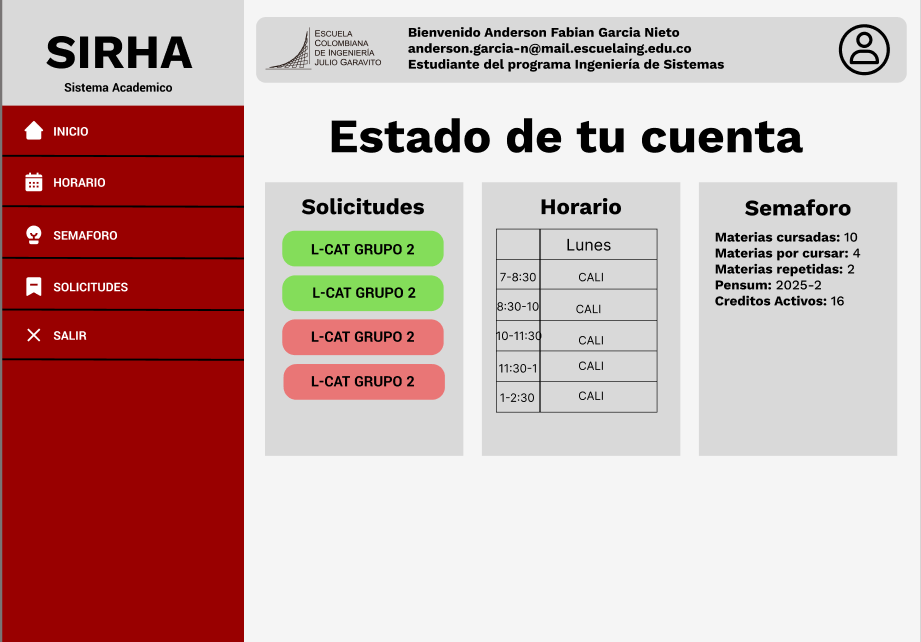 SIRHA
Sistema Academico
INICIO
HORARIO
SEMAFORO
SOLICITUDES
SALIR
ESCUELA
COLOMBIANA
DE INGENIERÍA
JULIO GARAVITO
Bienvenido Anderson Fabian Garcia Nieto
anderson.garcia-n@mail.escuelaing.edu.co
Estudiante del programa Ingeniería de Sistemas
Estado de tu cuenta
Solicitudes
L-CAT GRUPO 2
L-CAT GRUPO 2
L-CAT GRUPO 2
L-CAT GRUPO 2
Horario
Lunes
7-8:30 CALI
8:30-10 CALI
10-11:30 CALI
11:30-1 CALI
1-2:30 CALI
Semaforo
Materias cursadas: 10
Materias por cursar: 4
Materias repetidas: 2
Pensum: 2025-2
Creditos Activos: 16